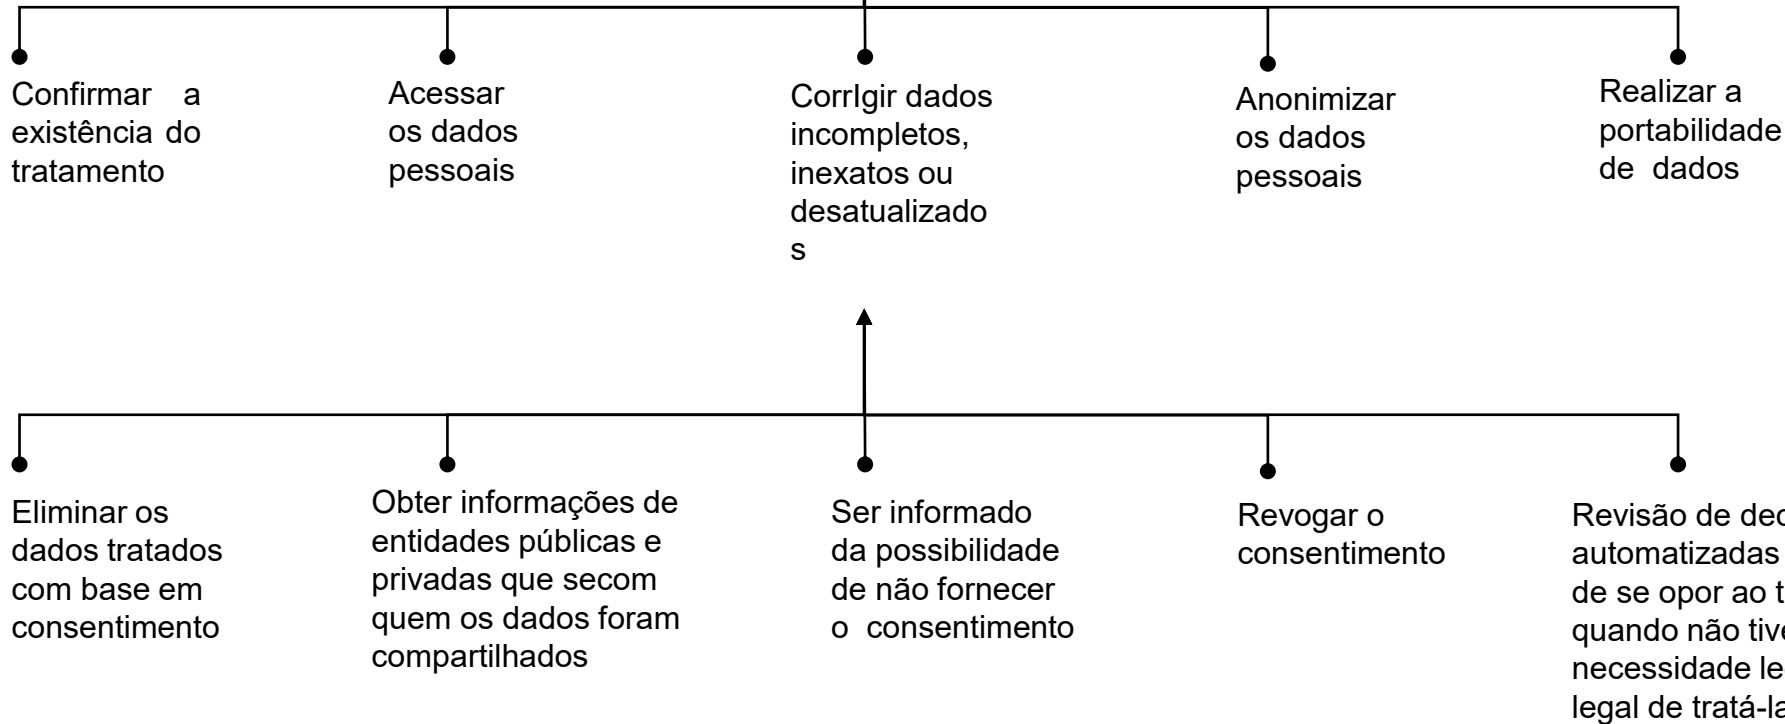 Confirmar a
existência do
tratamento
Acessar
os dados
pessoais
CorrIgir dados
incompletos,
inexatos ou
desatualizado
s
Anonimizar
os dados
pessoais
Realizar a
portabilidade
de dados
Eliminar os
dados tratados
com base em
consentimento
Obter informações de
entidades públicas e
privadas que secom
quem os dados foram
compartilhados
Ser informado
da possibilidade
de não fornecer
o consentimento
Revogar o
consentimento
Revisão de
automatizadas
de se opor ao
quando não
necessidade
legal de